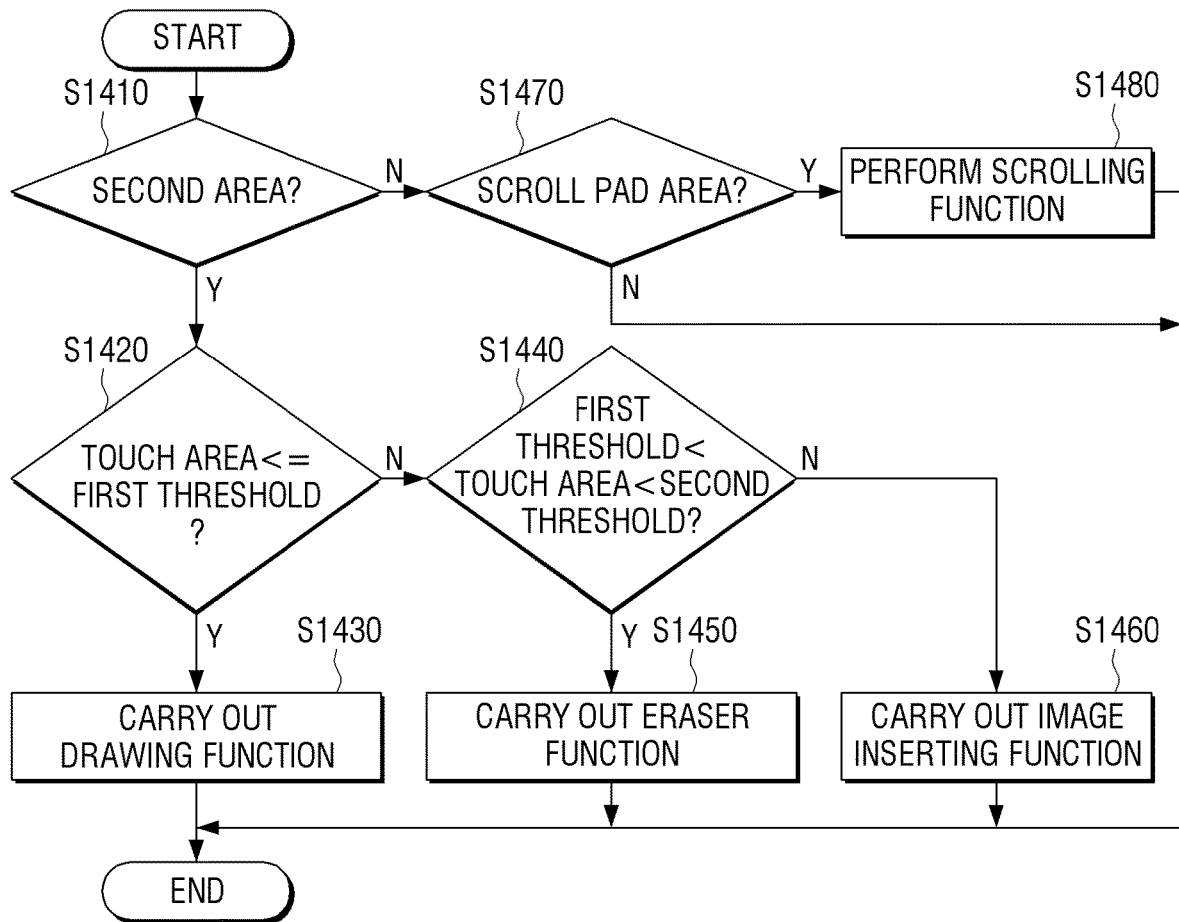 START
S1410
S1470
S1480
SECOND AREA?
N
SCROLL PAD AREA?
Y
PERFORM SCROLLING
FUNCTION
Y
N
S1420
S1440
TOUCH AREA<=
FIRST THRESHOLD
?
N
FIRST
THRESHOLD<
TOUCH AREA<SECOND
THRESHOLD?
N
Y
S1430
Y
S1450
S1460
CARRY OUT
DRAWING FUNCTION
CARRY OUT ERASER
FUNCTION
CARRY OUT IMAGE
INSERTING FUNCTION
END